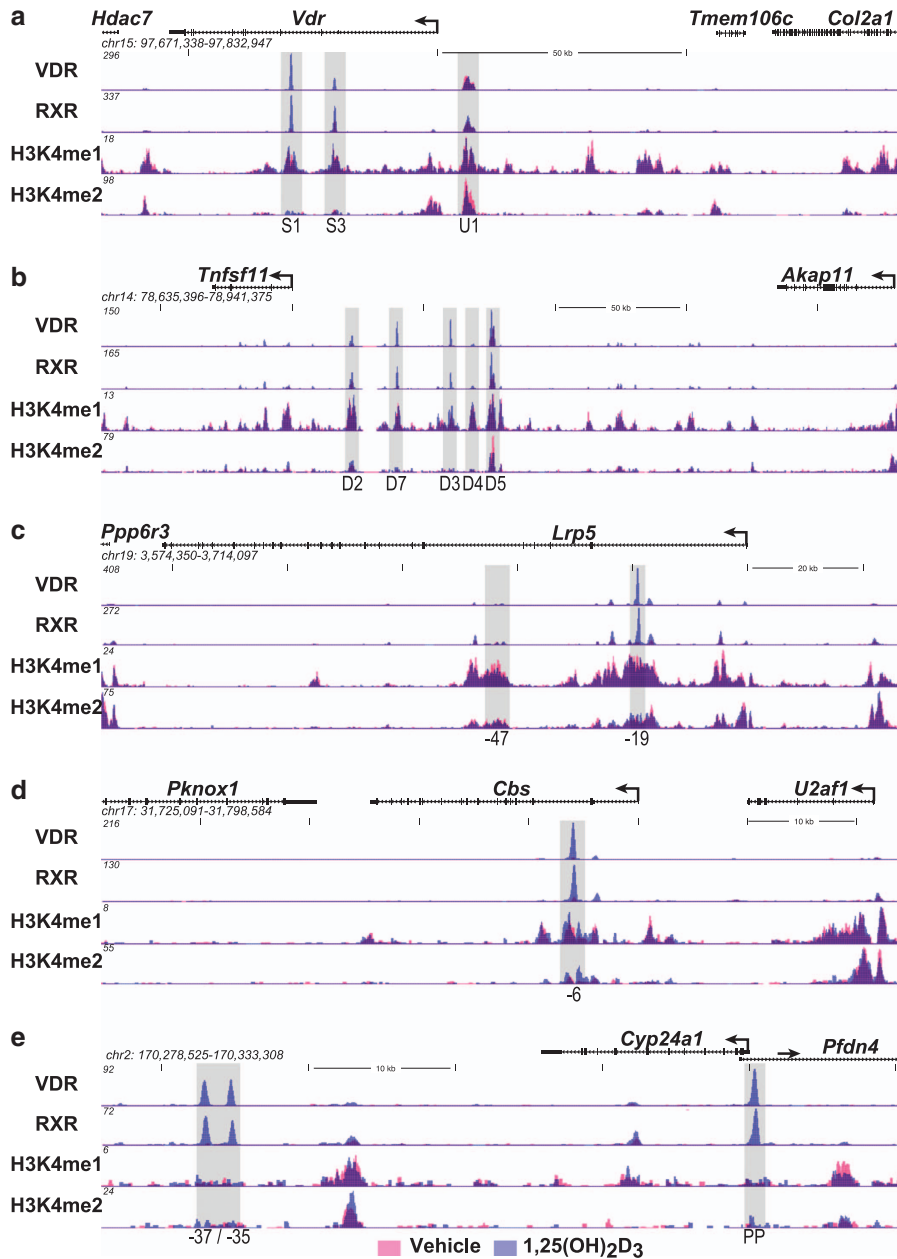 a
Hdac7 Vdr Tmem106c Col2a1
chr15: 97,671,338-97,832,947
50 kb
296
VDR
337
RXR
18
H3K4me1
98
H3K4me2
S1 S3 U1
b
Tnfsf11 Akap11
chr14: 78,635,396-78,941,375
50 kb
150
VDR
165
RXR
13
H3K4me1
79
H3K4me2
D2 D7 D3 D4 D5
c
Ppp6r3 Lrp5
chr19: 3,574,350-3,714,097
20 kb
408
VDR
272
RXR
24
H3K4me1
75
H3K4me2
-47 -19
d
Pknox1 Cbs U2af1
chr17: 31,725,091-31,798,584
10 kb
216
VDR
130
RXR
8
H3K4me1
55
H3K4me2
-6
e
Cyp24a1 Pfdn4
chr2: 170,278,525-170,333,308
10 kb
92
VDR
72
RXR
6
H3K4me1
24
H3K4me2
-37 / -35 PP
Vehicle 1,25(OH)2D3